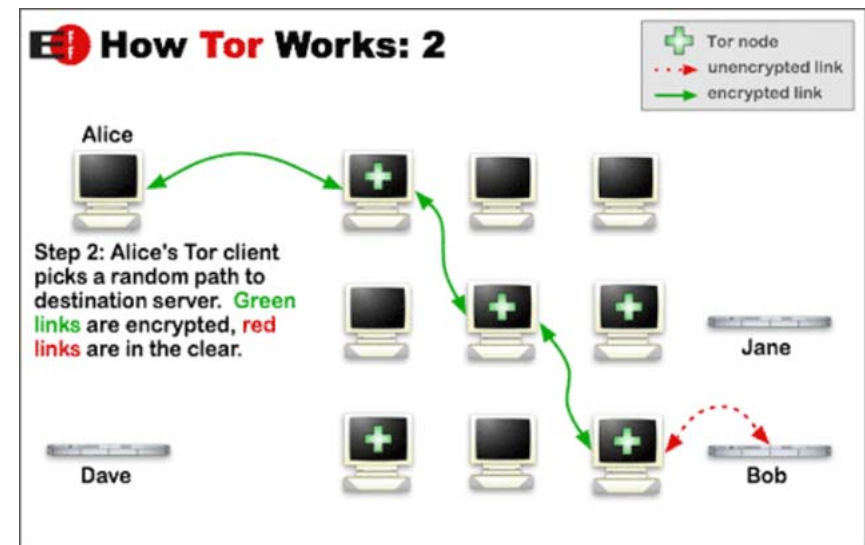 EFF How Tor Works: 2
Tor node
unencrypted link
encrypted link
Alice
Step 2: Alice's Tor client
picks a random path to
destination server. Green
links are encrypted, red
links are in the clear.
Jane
Dave
Bob